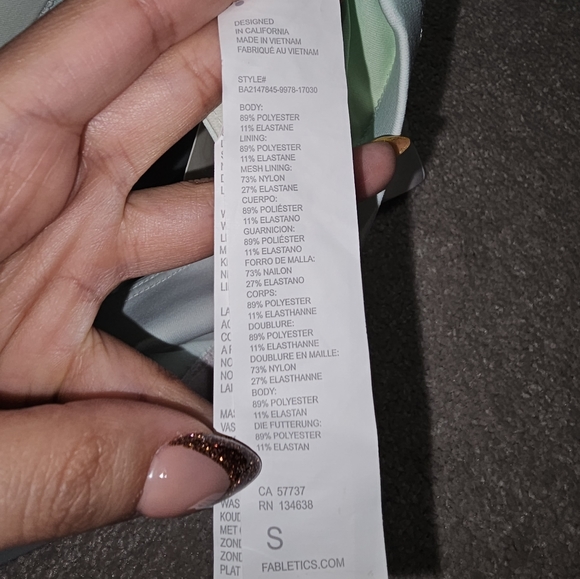 DESIGNED
IN CALIFORNIA
MADE IN VIETNAM
FABRIQUÉ AU VIETNAM
STYLE#
BA2147845-9978-17030
BODY:
89% POLYESTER
11% ELASTANE
LINING:
89% POLYESTER
11% ELASTANE
MESH LINING:
73% NYLON
27% ELASTANE
CUERPO:
89% POLIÉSTER
11% ELASTANO
GUARNICION:
89% POLIÉSTER
11% ELASTANO
FORRO DE MALLA:
73% NAILON
27% ELASTANO
CORPS:
89% POLYESTER
11% ELASTHANNE
DOUBLURE:
89% POLYESTER
11% ELASTHANNE
DOUBLURE EN MAILLE:
73% NYLON
27% ELASTHANNE
BODY:
89% POLYESTER
11% ELASTAN
DIE FUTTERUNG:
89% POLYESTER
11% ELASTAN
CA 57737
RN 134638
S
FABLETICS.COM